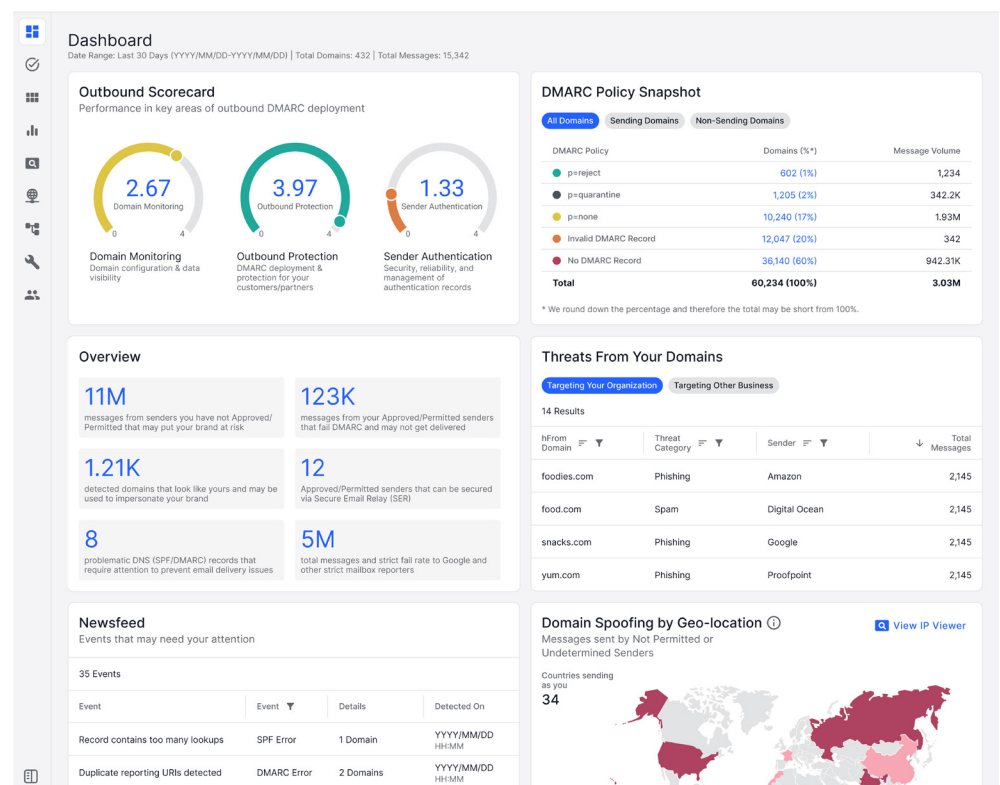 Dashboard
Date Range: Last 30 Days (YYYY/MM/DD-YYYY/MM/DD) | Total Domains: 432 | Total Messages: 15,342
Outbound Scorecard
Performance in key areas of outbound DMARC deployment
2.67
Domain Monitoring
0 4
Domain Monitoring
Domain configuration & data
visibility
3.97
Outbound Protection
0 4
Outbound Protection
DMARC deployment &
protection for your
customers/partners
1.33
Sender Authentication
0 4
Sender Authentication
Security, reliability, and
management of
authentication records
DMARC Policy Snapshot
All Domains Sending Domains Non-Sending Domains
DMARC Policy Domains (%*) Message Volume
p=reject 602 (1%) 1,234
p=quarantine 1,205 (2%) 342.2K
p=none 10,240 (17%) 1.93M
Invalid DMARC Record 12,047 (20%) 342
No DMARC Record 36,140 (60%) 942.31K
Total 60,234 (100%) 3.03M
* We round down the percentage and therefore the total may be short from 100%.
Overview
11M
messages from senders you have not Approved/
Permitted that may put your brand at risk
123K
messages from your Approved/Permitted senders
that fail DMARC and may not get delivered
1.21K
detected domains that look like yours and may be
used to impersonate your brand
12
Approved/Permitted senders that can be secured
via Secure Email Relay (SER)
8
problematic DNS (SPF/DMARC) records that
require attention to prevent email delivery issues
5M
total messages and strict fail rate to Google and
other strict mailbox reporters
Threats From Your Domains
Targeting Your Organization Targeting Other Business
14 Results
hFrom
Domain
Threat
Category
Sender
Total
Messages
foodies.com Phishing Amazon 2,145
food.com Spam Digital Ocean 2,145
snacks.com Phishing Google 2,145
yum.com Phishing Proofpoint 2,145
Newsfeed
Events that may need your attention
35 Events
Event Event Details Detected On
Record contains too many lookups SPF Error 1 Domain YYYY/MM/DD
HH:MM
Duplicate reporting URIs detected DMARC Error 2 Domains YYYY/MM/DD
HH:MM
Domain Spoofing by Geo-location
View IP Viewer
Messages sent by Not Permitted or
Undetermined Senders
Countries sending
as you
34